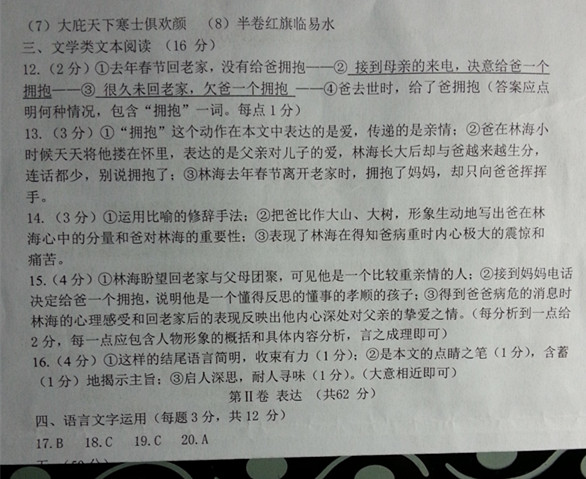 （7）大庇天下寒士俱欢颜 （8）半卷红旗临易水
三、文学类文本阅读（16 分）
12.（2分）①去年春节回老家，没有给爸拥抱——② 接到母亲的来电，决意给爸一个
拥抱——③ 很久未回老家，欠爸一个拥抱 ——④爸去世时，给了爸拥抱（答案应点
明何种情况，包含“拥抱”一词。每点1分）
13.（3分）①“拥抱”这个动作在本文中表达的是爱，传递的是亲情；②爸在林海小
时候天天将他搂在怀里，表达的是父亲对儿子的爱，林海长大后却与爸越来越生分，
连话都少，别说拥抱了；③林海去年春节离开老家时，拥抱了妈妈，却只向爸爸挥挥
手。
14.（3分）①运用比喻的修辞手法；②把爸比作大山、大树，形象生动地写出爸在林
海心中的分量和爸对林海的重要性；③表现了林海在得知爸病重时内心极大的震惊和
痛苦。
15.（4分）①林海盼望回老家与父母团聚，可见他是一个比较重亲情的人；②接到妈妈电话
决定给爸一个拥抱，说明他是一个懂得反思的懂事的孝顺的孩子；③得到爸爸病危的消息时
林海的心理感受和回老家后的表现反映出他内心深处对父亲的挚爱之情。（每分析到一点给
2分，每一点应包含人物形象的概括和具体内容分析，言之成理即可）
16.（4分）①这样的结尾语言简明，收束有力（1分）；②是本文的点睛之笔（1分），含蓄
（1分）地揭示主旨；③启人深思，耐人寻味（1分）。（大意相近即可）
第Ⅱ卷 表达 （共62 分）
四、语言文字运用（每题3分，共12 分）
17.B 18.C 19.C 20.A